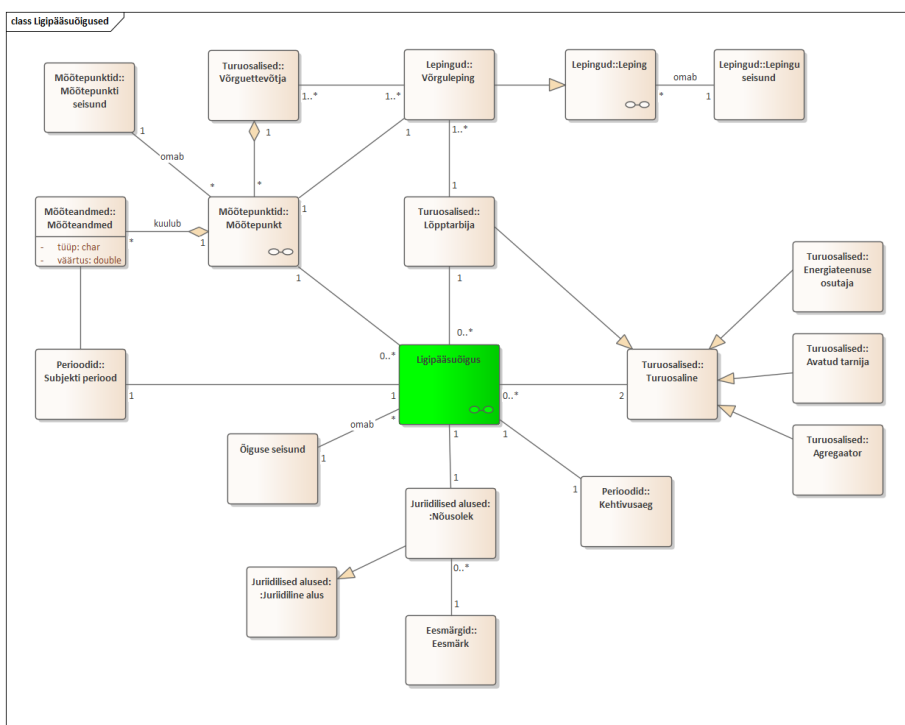 class Ligipääsuõigused
Mõõtepunktid::
Mõõtepunkti
seisund
Turuosalised::
Võrguettevõtja
Lepingud::
Võrguleping
Lepingud::Leping
Lepingud::Lepingu
seisund
omab
*
1
1..*
1..*
1
omab
*
1
*
1
1
1..*
1
Mõõteandmed::
Mõõteandmed
- tüüp: char
- väärtus: double
kuulub
*
1
Mõõtepunktid::
Mõõtepunkt
Turuosalised::
Lõpptarbija
Turuosalised::
Energiateenuse
osutaja
1
0..*
1
0..*
Perioodid::
Subjekti periood
1
1
Ligipääsuõigus
0..*
2
Turuosalised::
Turuosaline
Turuosalised::
Avatud tarnija
Turuosalised::
Agregaator
Õiguse seisund
omab
*
1
1
1
1
1
Juriidilised alused:
:Nõusolek
Perioodid::
Kehtivusaeg
Juriidilised alused:
:Juriidiline alus
0..*
1
Eesmärgid::
Eesmärk